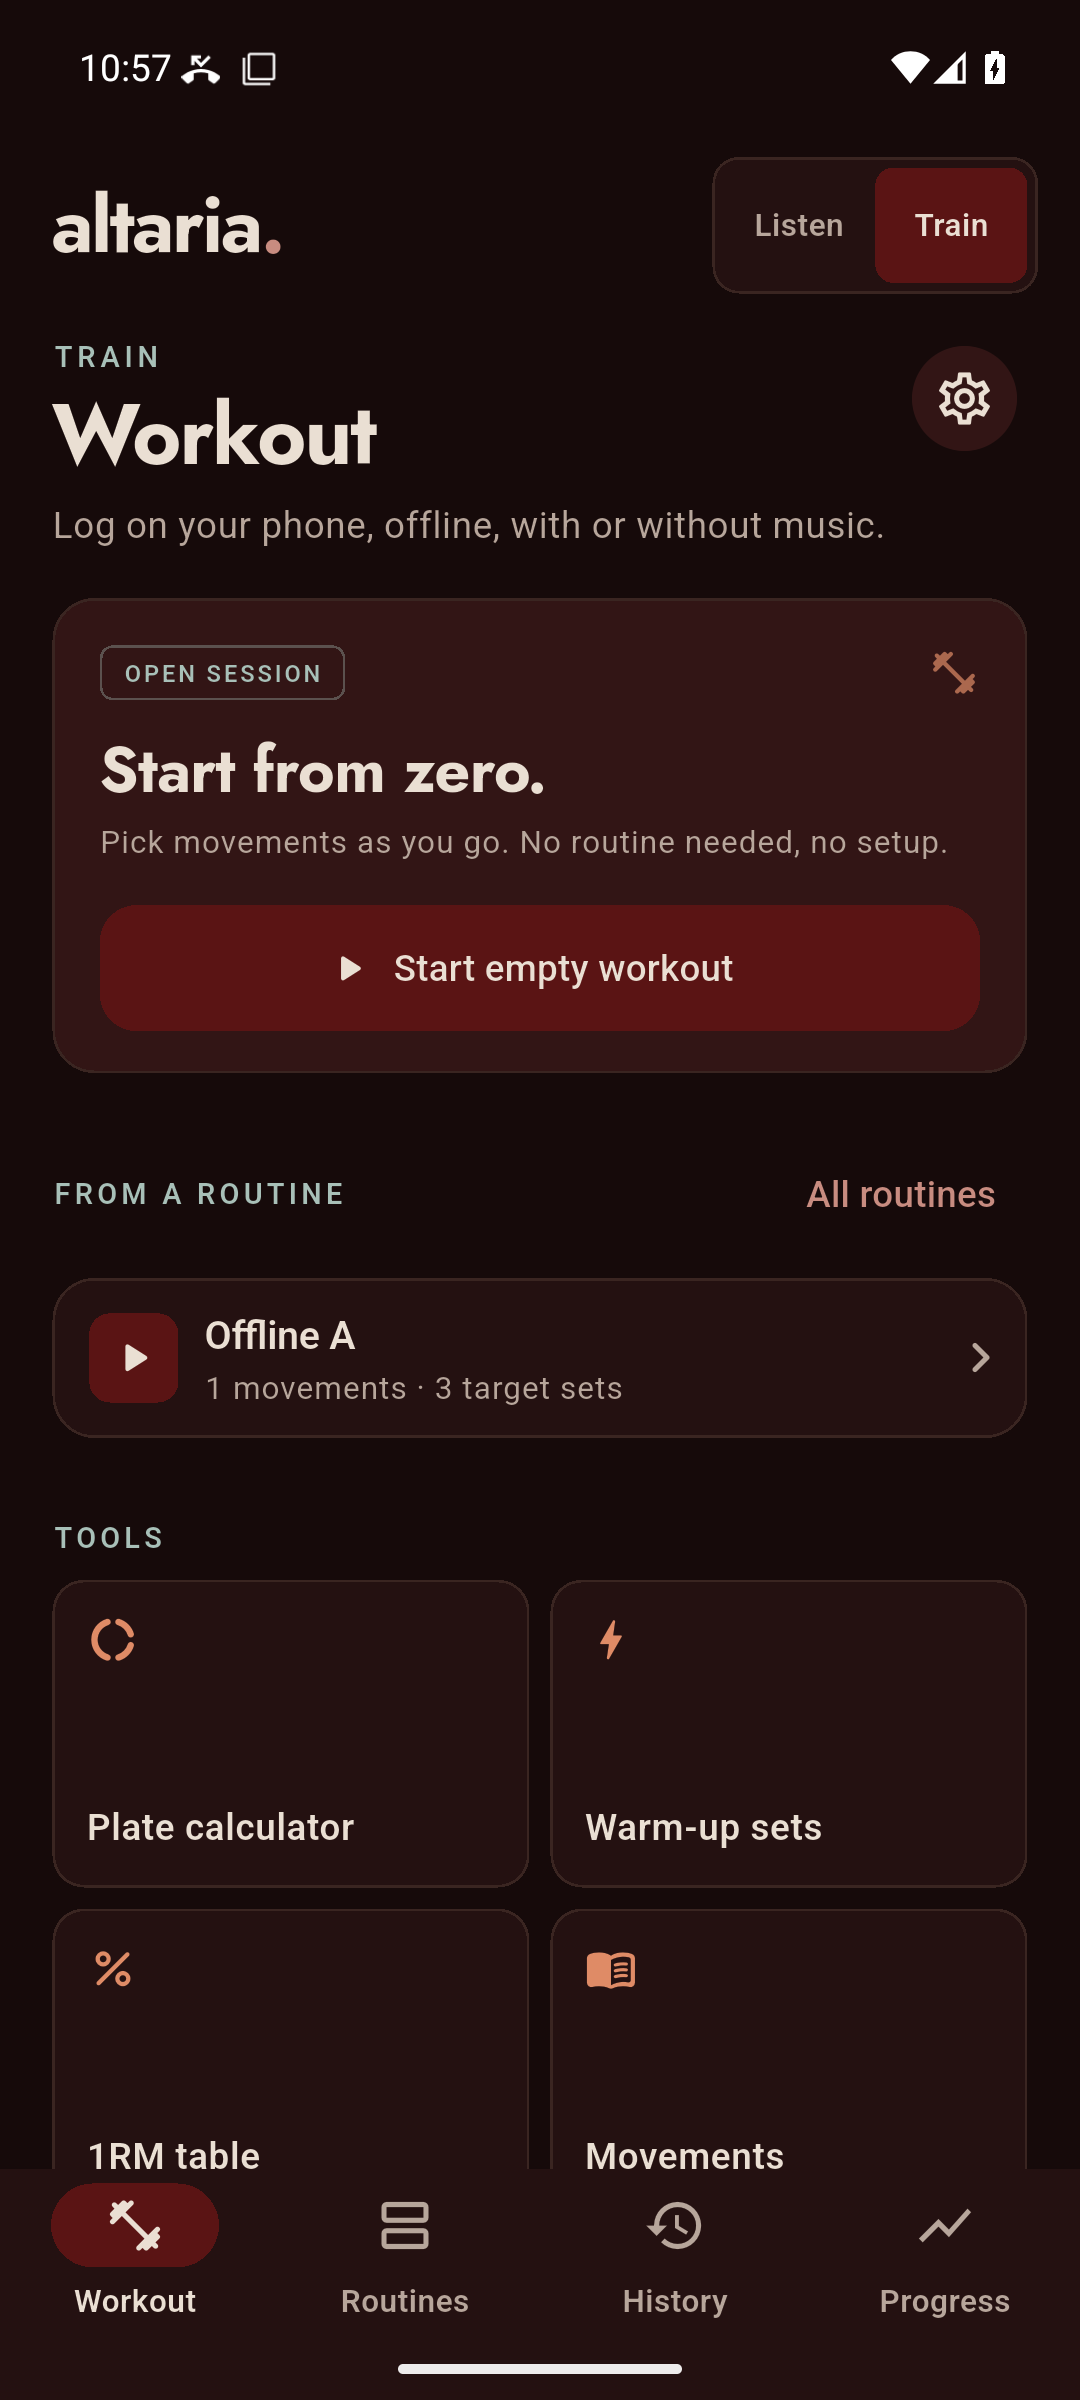 10:57
altaria.
Listen
Train
TRAIN
Workout
Log on your phone, offline, with or without music.
OPEN SESSION
Start from zero.
Pick movements as you go. No routine needed, no setup.
Start empty workout
FROM A ROUTINE
All routines
Offline A
1 movements · 3 target sets
TOOLS
Plate calculator
Warm-up sets
1RM table
Movements
Workout
Routines
History
Progress